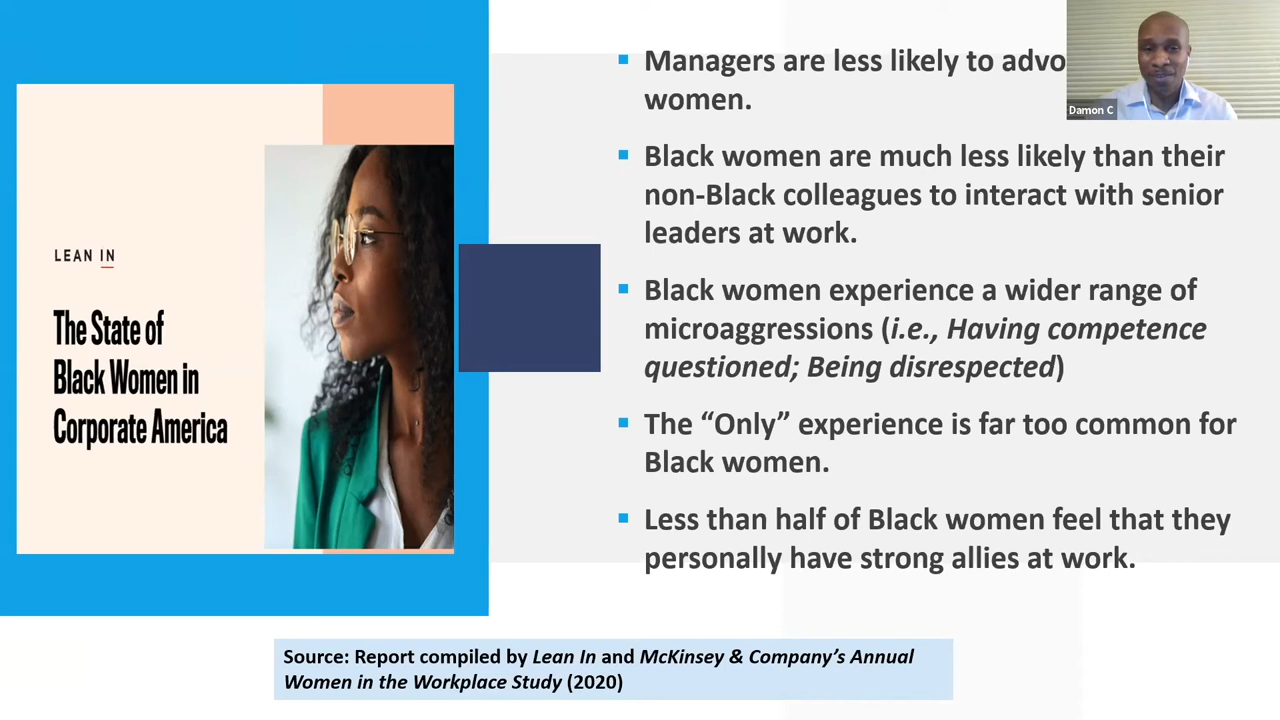 LEAN IN
The State of
Black Women in
Corporate America
Managers are less likely to
women.
Black women are much less likely than their
non-Black colleagues to interact with senior
leaders at work.
Black women experience a wider range of
microaggressions (i.e., Having competence
questioned; Being disrespected)
The “Only” experience is far too common for
Black women.
Less than half of Black women feel that they
personally have strong allies at work.
Damon C
Source: Report compiled by Lean In and McKinsey & Company’s Annual
Women in the Workplace Study (2020)